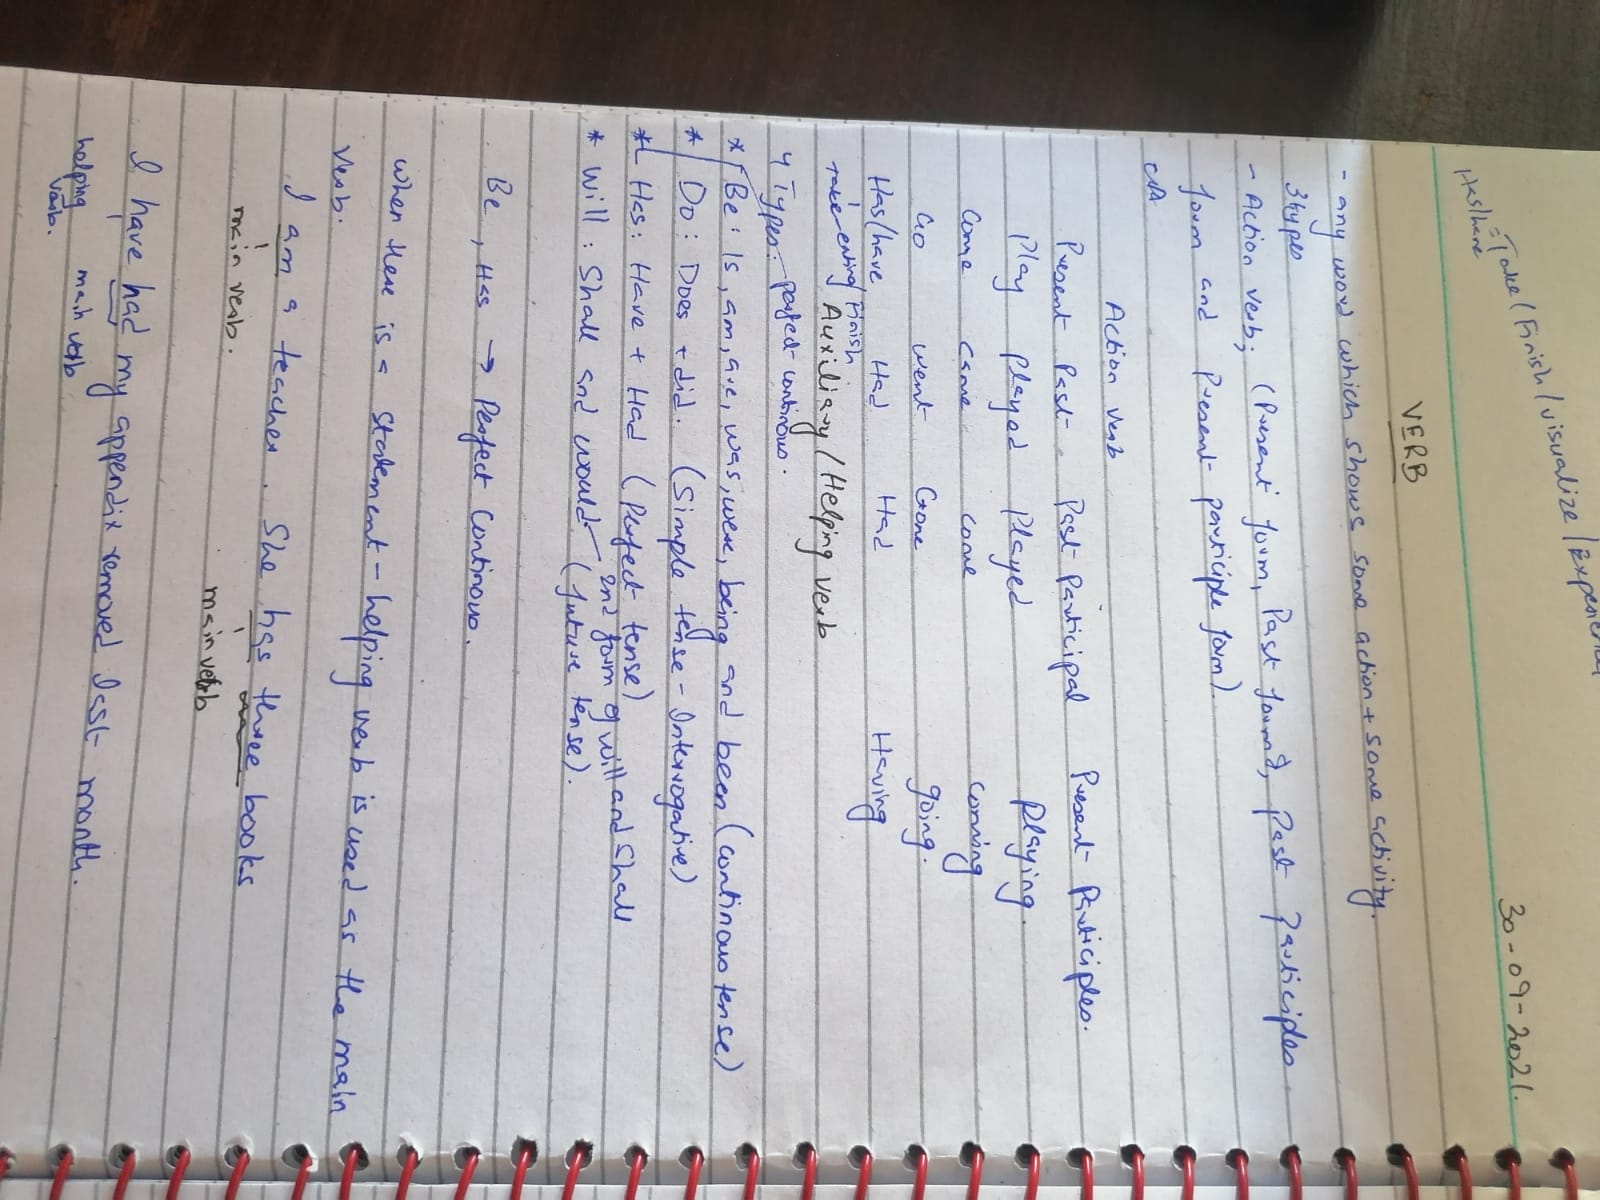 Has/have = Take / Finish / visualize / Experience
30-09-2021.
VERB
- any word which shows some action + some activity.
3 types
- Action verb; (Present form, Past form, Past Participles
form and Present participle form).
Action verb
Present Past Past Participal Present Participles.
Play played Played Playing.
Come came come coming
Go went Gone going.
Has/have Had Had Having
Take eating/ Finish
Auxiliary / Helping verb
4 Types: perfect continous.
* Be: Is, am, are, was, were, being and been (continous tense)
* Do: Does + did. (Simple tense - Interrogative)
* Has: Have + Had (Perfect tense)
* Will: Shall and would - 2nd form of will and Shall
(future tense).
Be, Has → Perfect Continous.
When there is a statement - helping verb is used as the main
verb.
I am a teacher. She has three books
main verb. main verb
I have had my appendix removed last month.
helping verb. main verb